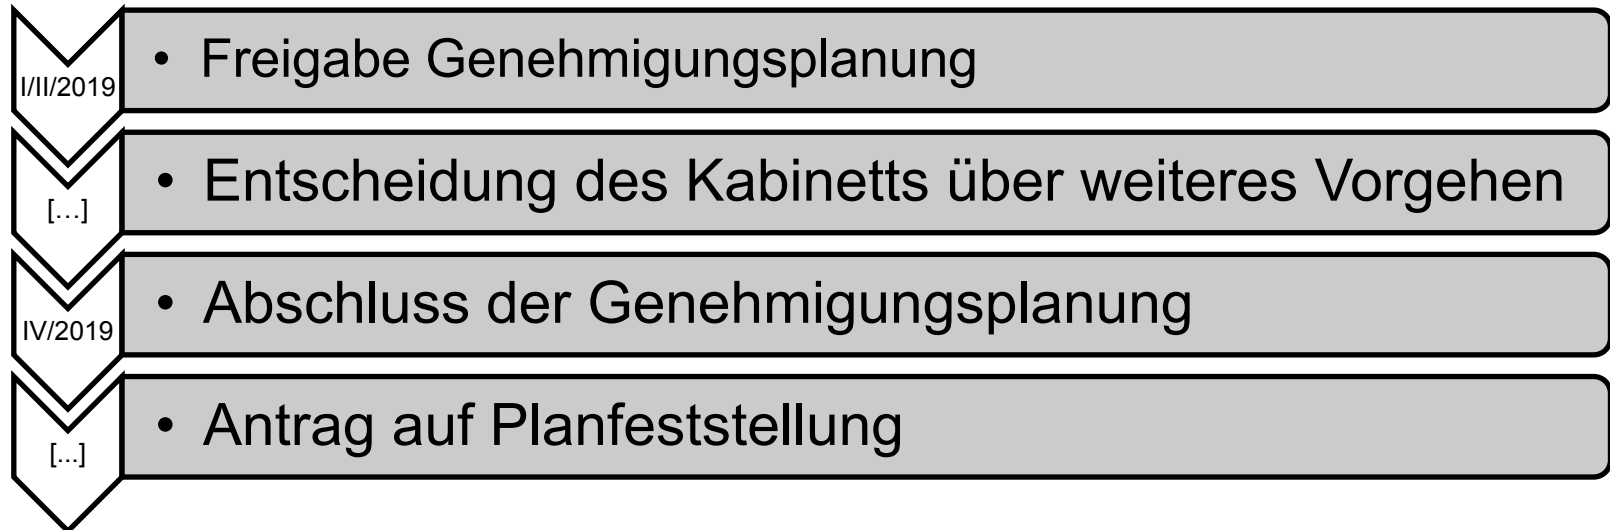 I/II/2019
• Freigabe Genehmigungsplanung
[…]
• Entscheidung des Kabinetts über weiteres Vorgehen
IV/2019
• Abschluss der Genehmigungsplanung
[...]
• Antrag auf Planfeststellung